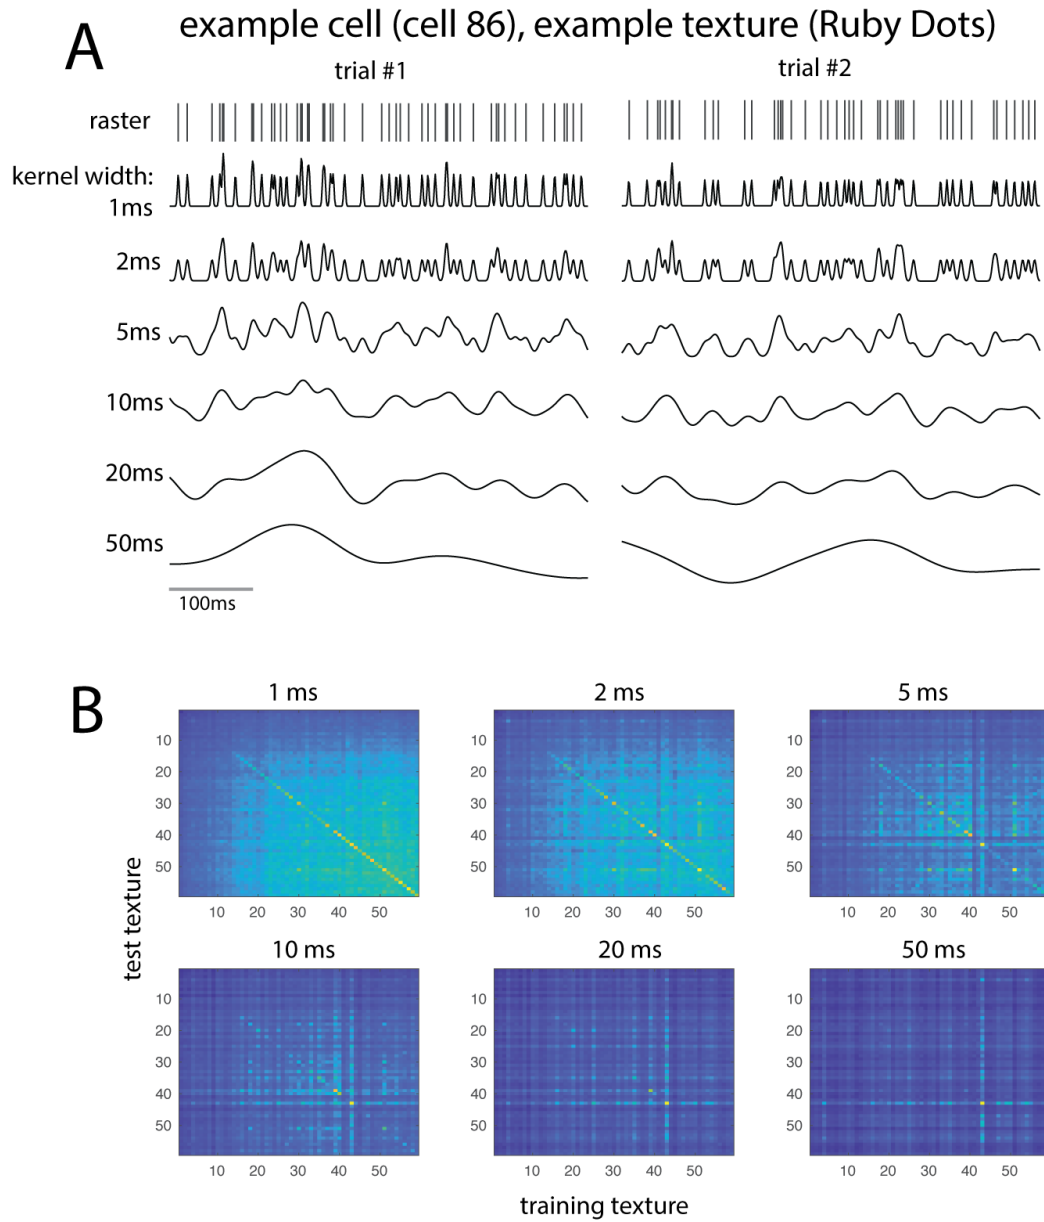 A
example cell (cell 86), example texture (Ruby Dots)
trial #1
trial #2
raster
kernel width:
1ms
2ms
5ms
10ms
20ms
50ms
100ms
B
1 ms
2 ms
5 ms
10
20
30
40
50
10
20
30
40
50
10
20
30
40
50
10 20 30 40 50
10 20 30 40 50
10 20 30 40 50
test texture
10 ms
20 ms
50 ms
10
20
30
40
50
10
20
30
40
50
10
20
30
40
50
10 20 30 40 50
10 20 30 40 50
10 20 30 40 50
training texture